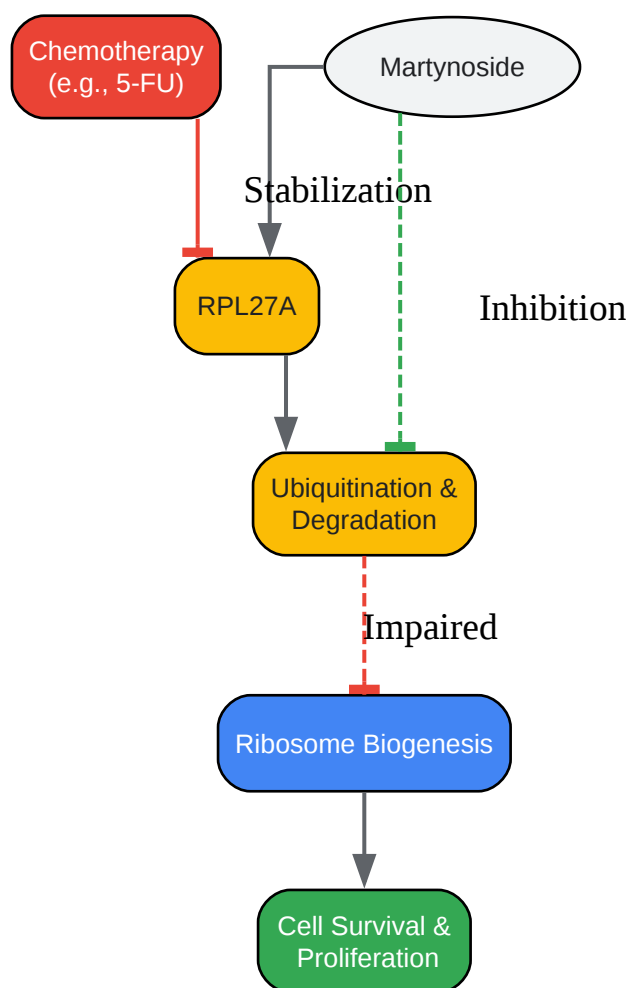 Chemotherapy
(e.g., 5-FU)
Martynoside
Stabilization
RPL27A
Inhibition
Ubiquitination &
Degradation
Impaired
Ribosome Biogenesis
Cell Survival &
Proliferation